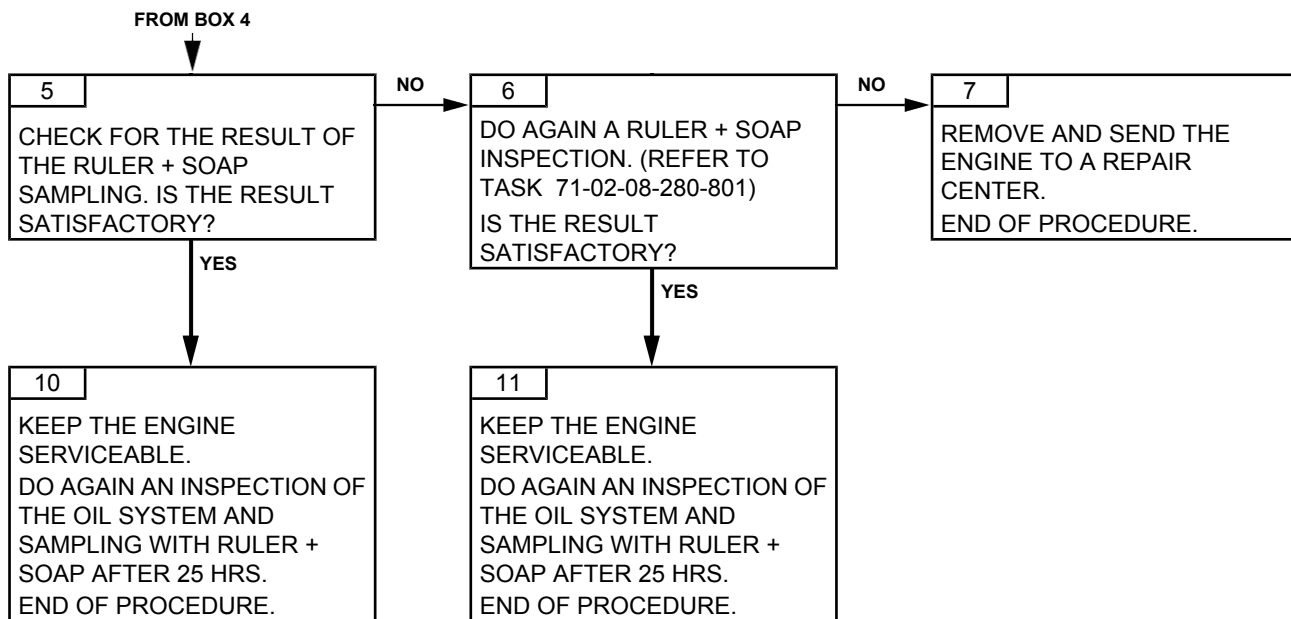 FROM BOX 4
5
CHECK FOR THE RESULT OF
THE RULER + SOAP
SAMPLING. IS THE RESULT
SATISFACTORY?
NO
6
DO AGAIN A RULER + SOAP
INSPECTION. (REFER TO
TASK 71-02-08-280-801)
IS THE RESULT
SATISFACTORY?
NO
7
REMOVE AND SEND THE
ENGINE TO A REPAIR
CENTER.
END OF PROCEDURE.
YES
YES
10
KEEP THE ENGINE
SERVICEABLE.
DO AGAIN AN INSPECTION OF
THE OIL SYSTEM AND
SAMPLING WITH RULER +
SOAP AFTER 25 HRS.
END OF PROCEDURE.
11
KEEP THE ENGINE
SERVICEABLE.
DO AGAIN AN INSPECTION OF
THE OIL SYSTEM AND
SAMPLING WITH RULER +
SOAP AFTER 25 HRS.
END OF PROCEDURE.